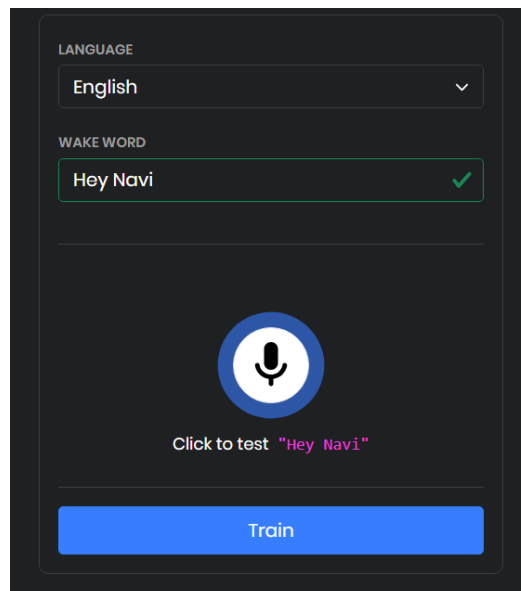 LANGUAGE
English
WAKE WORD
Hey Navi
Click to test "Hey Navi"
Train